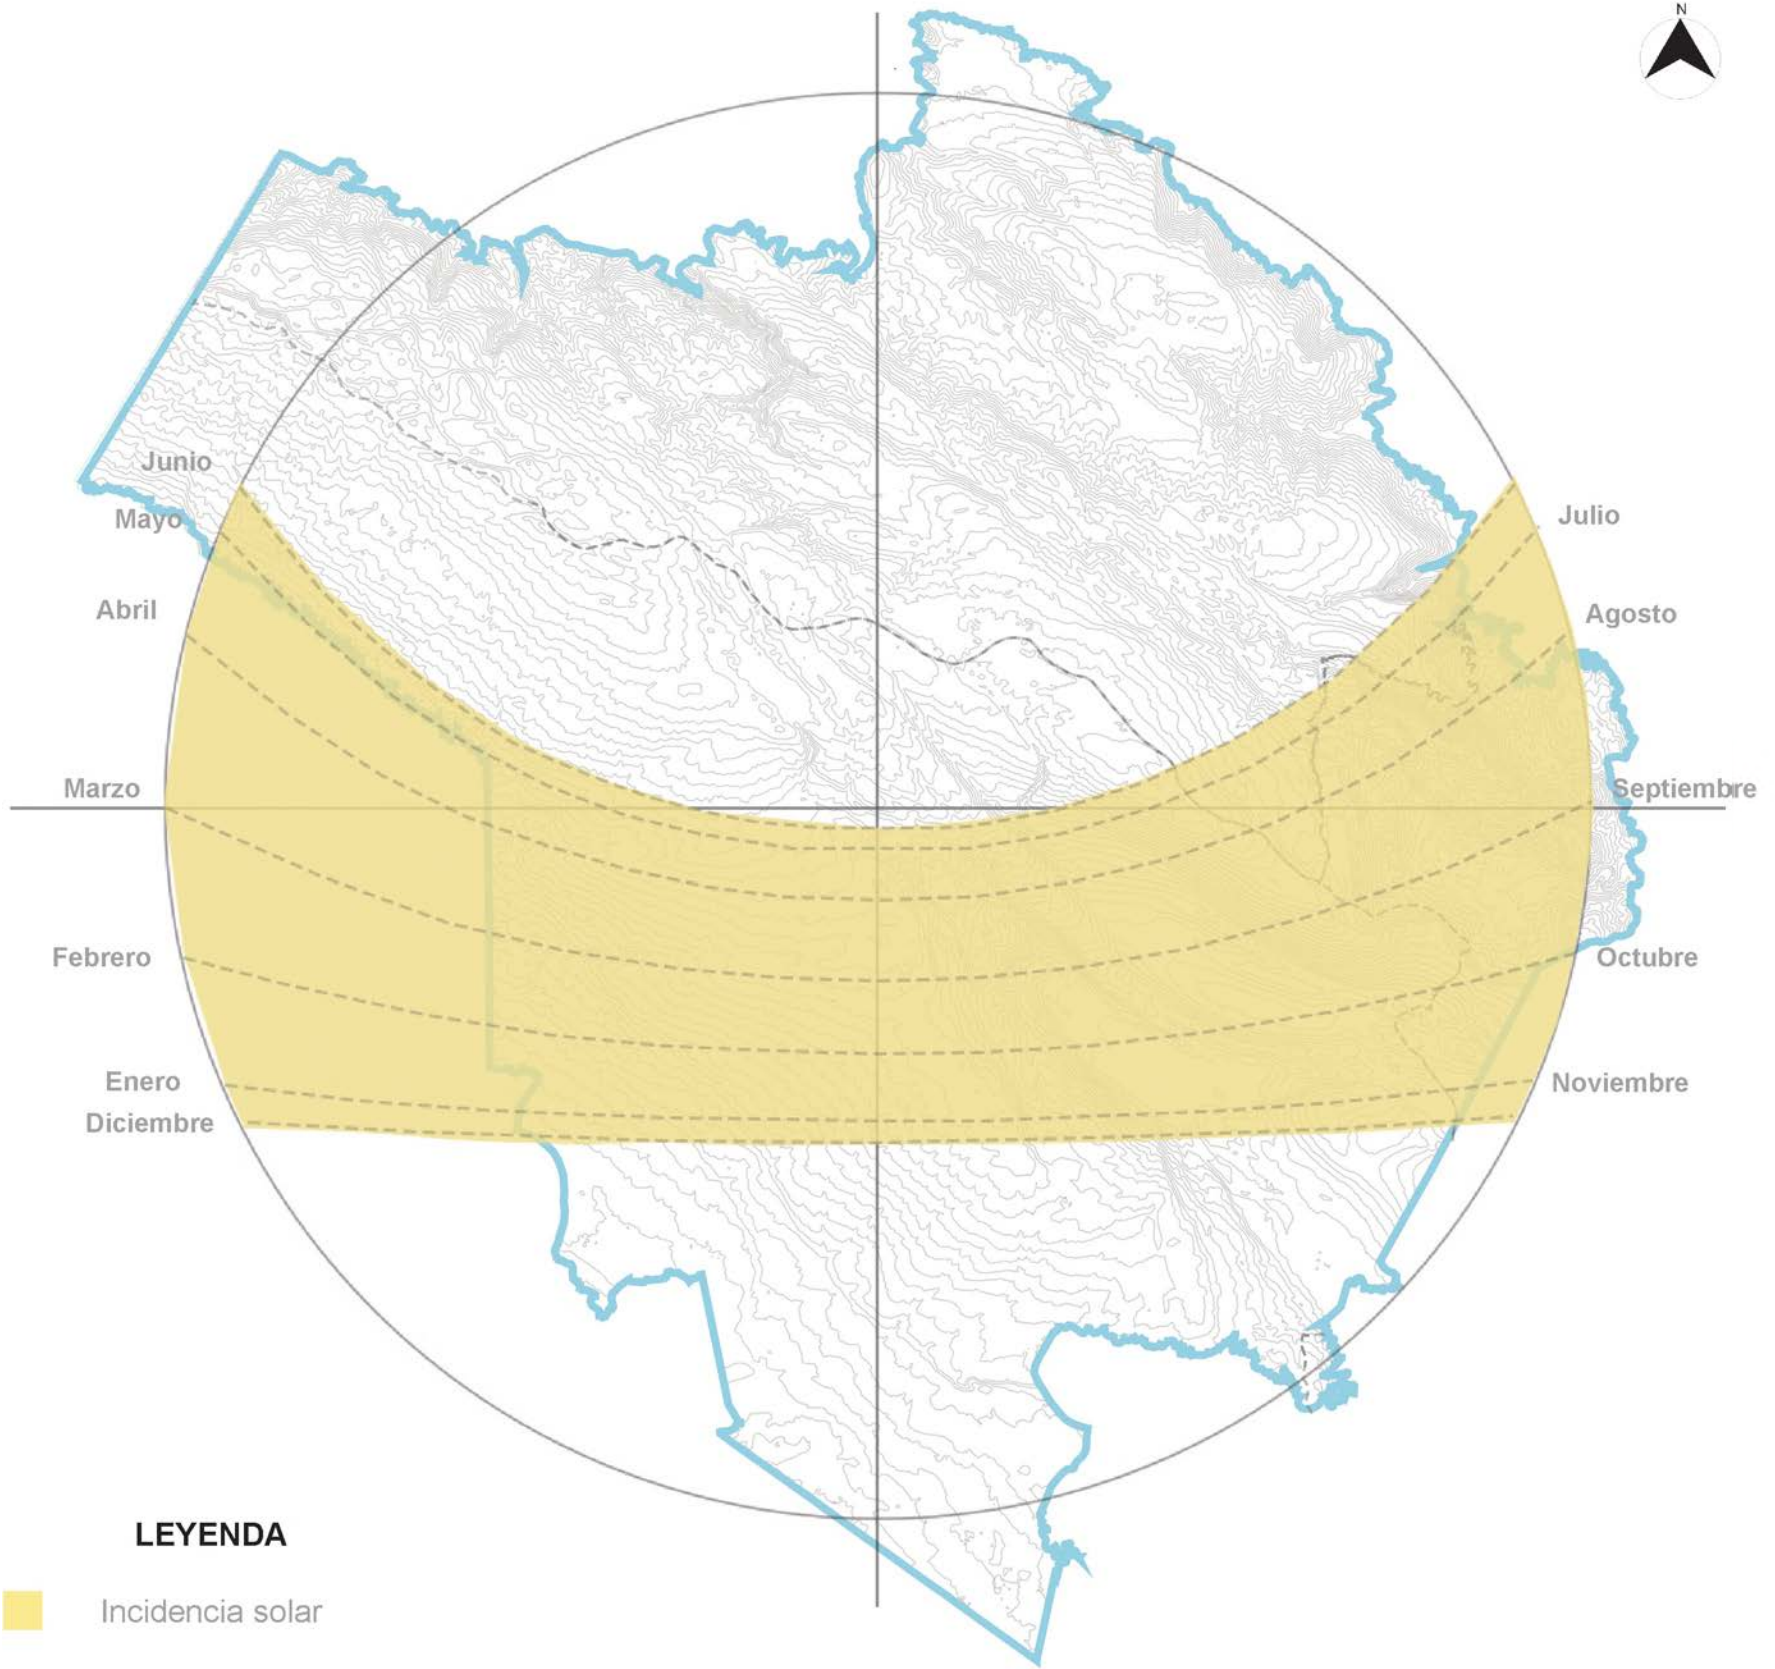 N
Junio
Mayo
Abril
Marzo
Febrero
Enero
Diciembre
Julio
Agosto
Septiembre
Octubre
Noviembre
LEYENDA
Incidencia solar